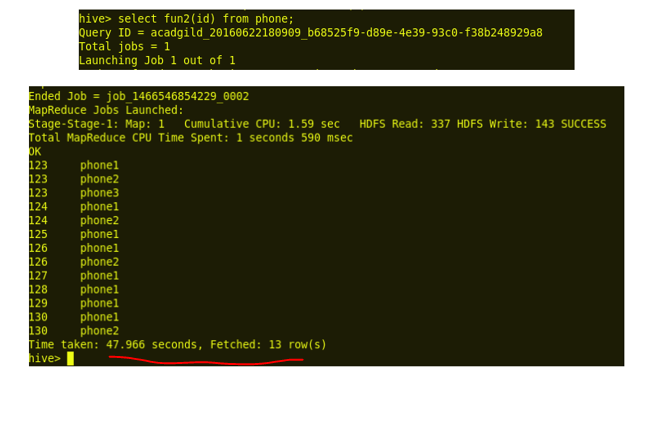 hive> select fun2(id) from phone;
Query ID = acadgild_20160622180909_b68525f9-d89e-4e39-93c0-f38b248929a8
Total jobs = 1
Launching Job 1 out of 1
Ended Job = job_1466546854229_0002
MapReduce Jobs Launched:
Stage-Stage-1: Map: 1   Cumulative CPU: 1.59 sec   HDFS Read: 337 HDFS Write: 143 SUCCESS
Total MapReduce CPU Time Spent: 1 seconds 590 msec
OK
123     phone1
123     phone2
123     phone3
124     phone1
124     phone2
125     phone1
126     phone1
126     phone2
127     phone1
128     phone1
129     phone1
130     phone1
130     phone2
Time taken: 47.966 seconds, Fetched: 13 row(s)
hive>